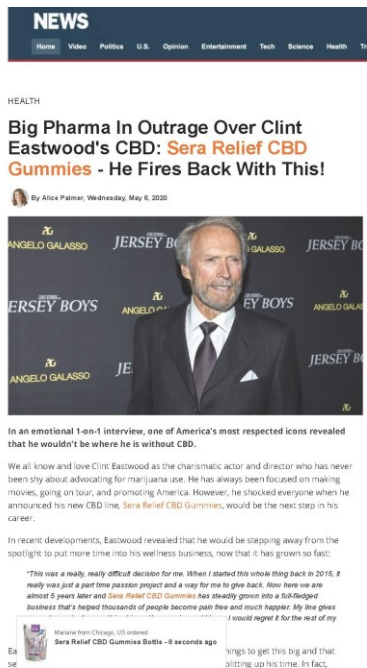 NEWS
Home Video Politics U.S. Opinion Entertainment Tech Science Health
HEALTH
Big Pharma In Outrage Over Clint
Eastwood's CBD: Sera Relief CBD
Gummies - He Fires Back With This!
By Alice Palmer, Wednesday, May 6, 2020
ANGELO GALASSO
JERSEY
GALASSO
JERSEY
ERSEY BOYS
EY BOYS
ANGELO
JERSEY
ANGELO GALASSO
In an emotional 1-on-1 interview, one of America's most respected icons revealed
that he wouldn't be where he is without CBD.
We all know and love Clint Eastwood as the charismatic actor and director who has never
been shy about advocating for marijuana use. He has always been focused on making
movies, going on tour, and promoting America. However, he shocked everyone when he
announced his new CBD line, Sera Relief CBD Gummies, would be the next step in his
career.
In recent developments, Eastwood revealed that he would be stepping away from the
spotlight to put more time into his wellness business, now that it has grown so fast:
"This was a really, really difficult decision for me. When I started this whole thing back in 2015, it
really was just a part time passion project and a way for me to give back. Now here we are
almost 5 years later and Sera Relief CBD Gummies has steadily grown into a full-fledged
business that's helped thousands of people become pain free and much happier. My line gives
I would regret it for the rest of my
Mariane from Chicago, US ordered
Sera Relief CBD Gummies Bottle - 8 seconds ago
to get this big and that
up his time. In fact,